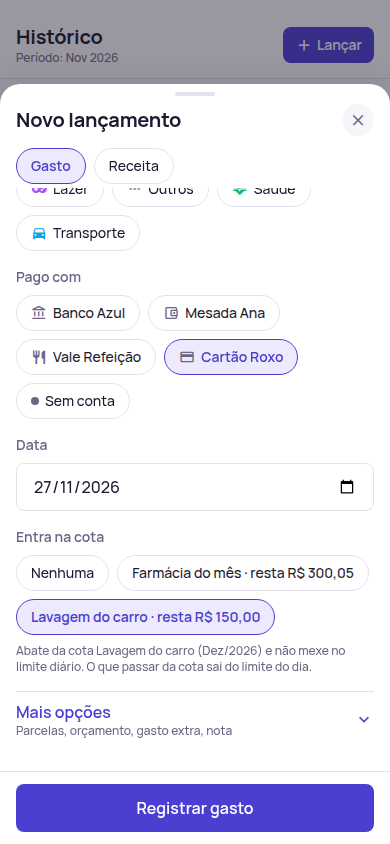 Histórico
Período: Nov 2026
Lançar
Novo lançamento
Gasto
Receita
Lazer
Outros
Saúde
Transporte
Pago com
Banco Azul
Mesada Ana
Vale Refeição
Cartão Roxo
Sem conta
Data
27/11/2026
Entra na cota
Nenhuma
Farmácia do mês · resta R$ 300,05
Lavagem do carro · resta R$ 150,00
Abate da cota Lavagem do carro (Dez/2026) e não mexe no
limite diário. O que passar da cota sai do limite do dia.
Mais opções
Parcelas, orçamento, gasto extra, nota
Registrar gasto